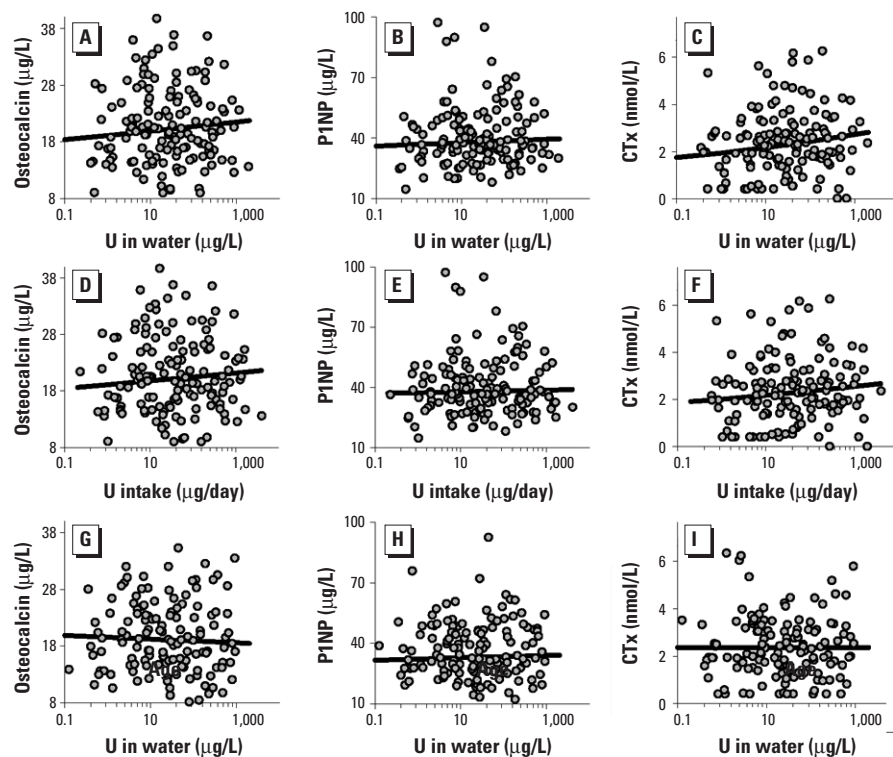 A
Osteocalcin (μg/L)
38
28
18
8
0.1
10
1,000
U in water (μg/L)
B
P1NP (μg/L)
100
70
40
10
0.1
10
1,000
U in water (μg/L)
C
CTx (nmol/L)
6
4
2
0
0.1
10
1,000
U in water (μg/L)
D
Osteocalcin (μg/L)
38
28
18
8
0.1
10
1,000
U intake (μg/day)
E
P1NP (μg/L)
100
70
40
10
0.1
10
1,000
U intake (μg/day)
F
CTx (nmol/L)
6
4
2
0
0.1
10
1,000
U intake (μg/day)
G
Osteocalcin (μg/L)
38
28
18
8
0.1
10
1,000
U in water (μg/L)
H
P1NP (μg/L)
100
70
40
10
0.1
10
1,000
U in water (μg/L)
I
CTx (nmol/L)
6
4
2
0
0.1
10
1,000
U in water (μg/L)